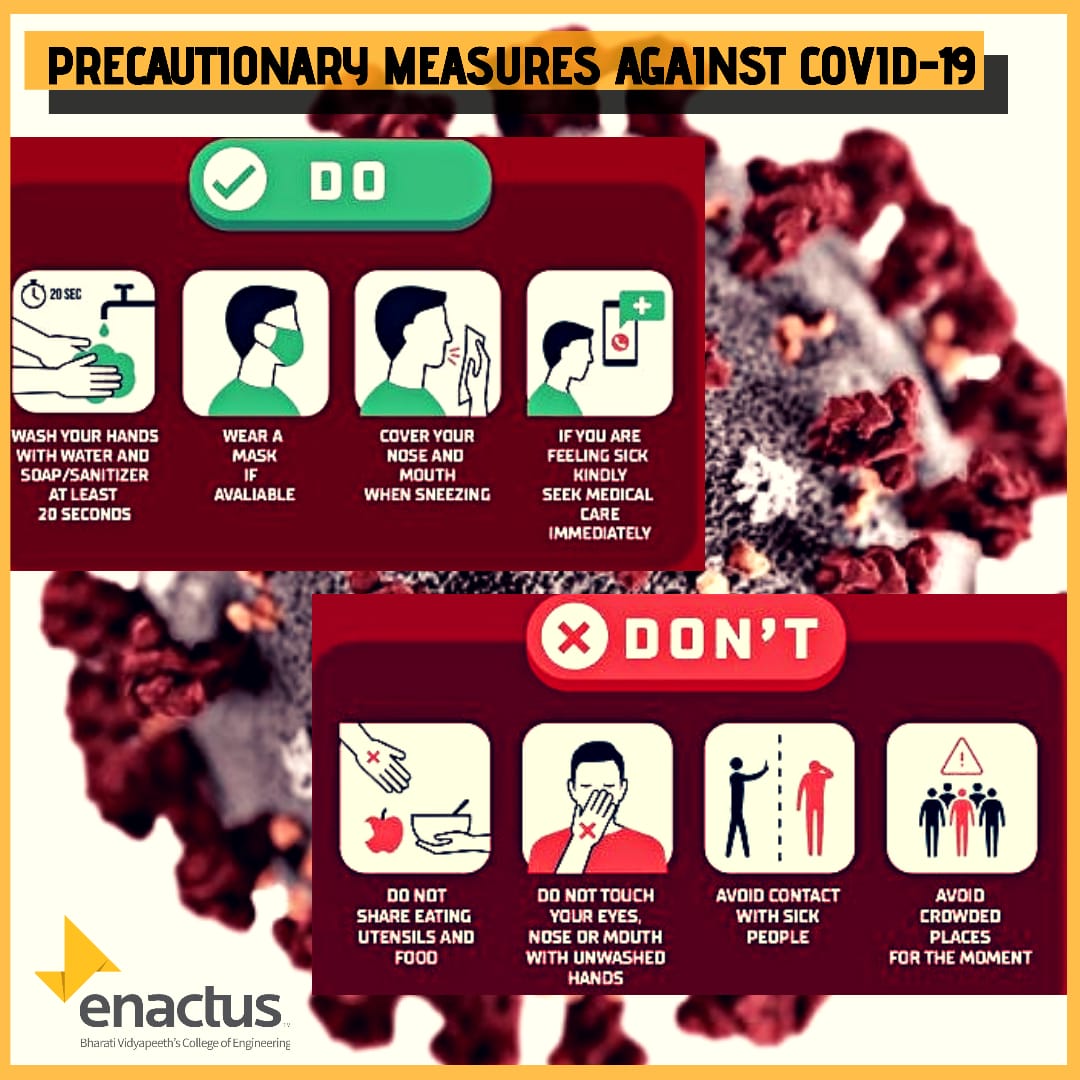 PRECAUTIONARY MEASURES AGAINST COVID-19
DO
20 SEC
WASH YOUR HANDS
WITH WATER AND
SOAP/SANITIZER
AT LEAST
20 SECONDS
WEAR A
MASK
IF
AVALIABLE
COVER YOUR
NOSE AND
MOUTH
WHEN SNEEZING
IF YOU ARE
FEELING SICK
KINDLY
SEEK MEDICAL
CARE
IMMEDIATELY
DON'T
DO NOT
SHARE EATING
UTENSILS AND
FOOD
DO NOT TOUCH
YOUR EYES,
NOSE OR MOUTH
WITH UNWASHED
HANDS
AVOID CONTACT
WITH SICK
PEOPLE
AVOID
CROWDED
PLACES
FOR THE MOMENT
enactus
Bharati Vidyapeeth's College of Engineering